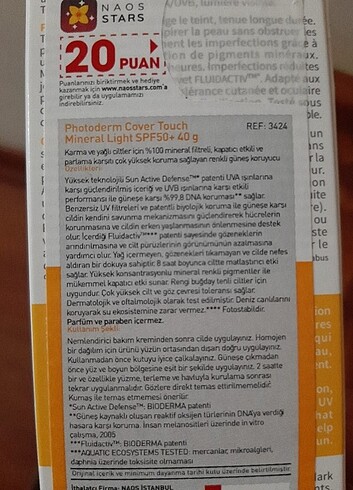 NAOS
STARS
20 PUAN
Puanlarınızı biriktirmek ve hediye
kazanmak için www.naosstars.com a
girebilir ya da uygulamamızı
indirebilirsiniz.
Photoderm Cover Touch
Mineral Light SPF50+ 40 g
REF: 3424
Karma ve yağlı ciltler için %100 mineral filtreli, kapatıcı etkili ve
parlama karşıtı çok yüksek koruma sağlayan renkli güneş koruyucu
Özellikleri
Yüksek teknolojili Sun Active Defense™* patenti UVA ışınlarına
karşı güçlendirilmiş içeriği ve UVB ışınlarına karşı etkili
performansı ile güneşe karşı %99,8 DNA koruması** sağlar.
Benzersiz UV filtreleri ve patentli biyolojik koruma ile güneşe karşı
cildin kendini savunma mekanizmasını güçlendirerek hücrelerin
korunmasına ve cildin erken yaşlanmasının önlenmesine destek
olur. İçerdiği Fluidactiv™*** patenti sayesinde gözeneklerin
arındırılmasına ve cilt pürüzlerinin görünümünün azalmasına
yardımcı olur. Yağ içermeyen, gözenekleri tıkamayan ve cilde nefes
aldıran bir dokuya sahiptir. 8 saat boyunca ciltte matlaştırıcı etki
sağlar. Yüksek konsantrasyonlu mineral renkli pigmentler ile
mükemmel kapatıcı etki sunar. Rengi buğday tenli ciltler için
uygundur. Çok yüksek cilt ve göz çevresi toleransı sağlar.
Dermatolojik ve oftalmolojik olarak test edilmiştir. Deniz canlılarını
koruyarak su ekosistemine zarar vermez.**** Fotostabildir.
Parfüm ve paraben içermez.
Kullanım Şekli
Nemlendirici bakım kreminden sonra cilde uygulayınız. Homojen
bir dağılım için ürünü yüzün ortasından dışarı doğru uygulayınız.
Kullanmadan önce kutuyu iyice çalkalayınız. Güneşe çıkmadan
önce yüz ve boyun bölgesine eşit bir şekilde uygulayınız. 2 saatte
bir ve özellikle yüzme, terleme ve havluyla kurulama sonrası
tekrar uygulanmalıdır. Gözlere direkt temas ettirilmemelidir.
Kumaş ile temas etmemesi önerilir.
*Sun Active Defense™: BIODERMA patenti
**Güneş kaynaklı oluşan reaktif oksijen türlerinin DNA'ya verdiği
hasara karşı koruma. İnsan melanositleri üzerinde in vitro
çalışma, 2005
***Fluidactiv™: BIODERMA patenti
****AQUATIC ECOSYSTEMS TESTED: mercanlar, mikroalgleri,
daphnia üzerinde toksisite olmaması
Orijinal içerik ve minimum dayanma tarihi kutu üzerinde belirtilmiştir.
İthalatçı Firma: NAOS İSTANBUL